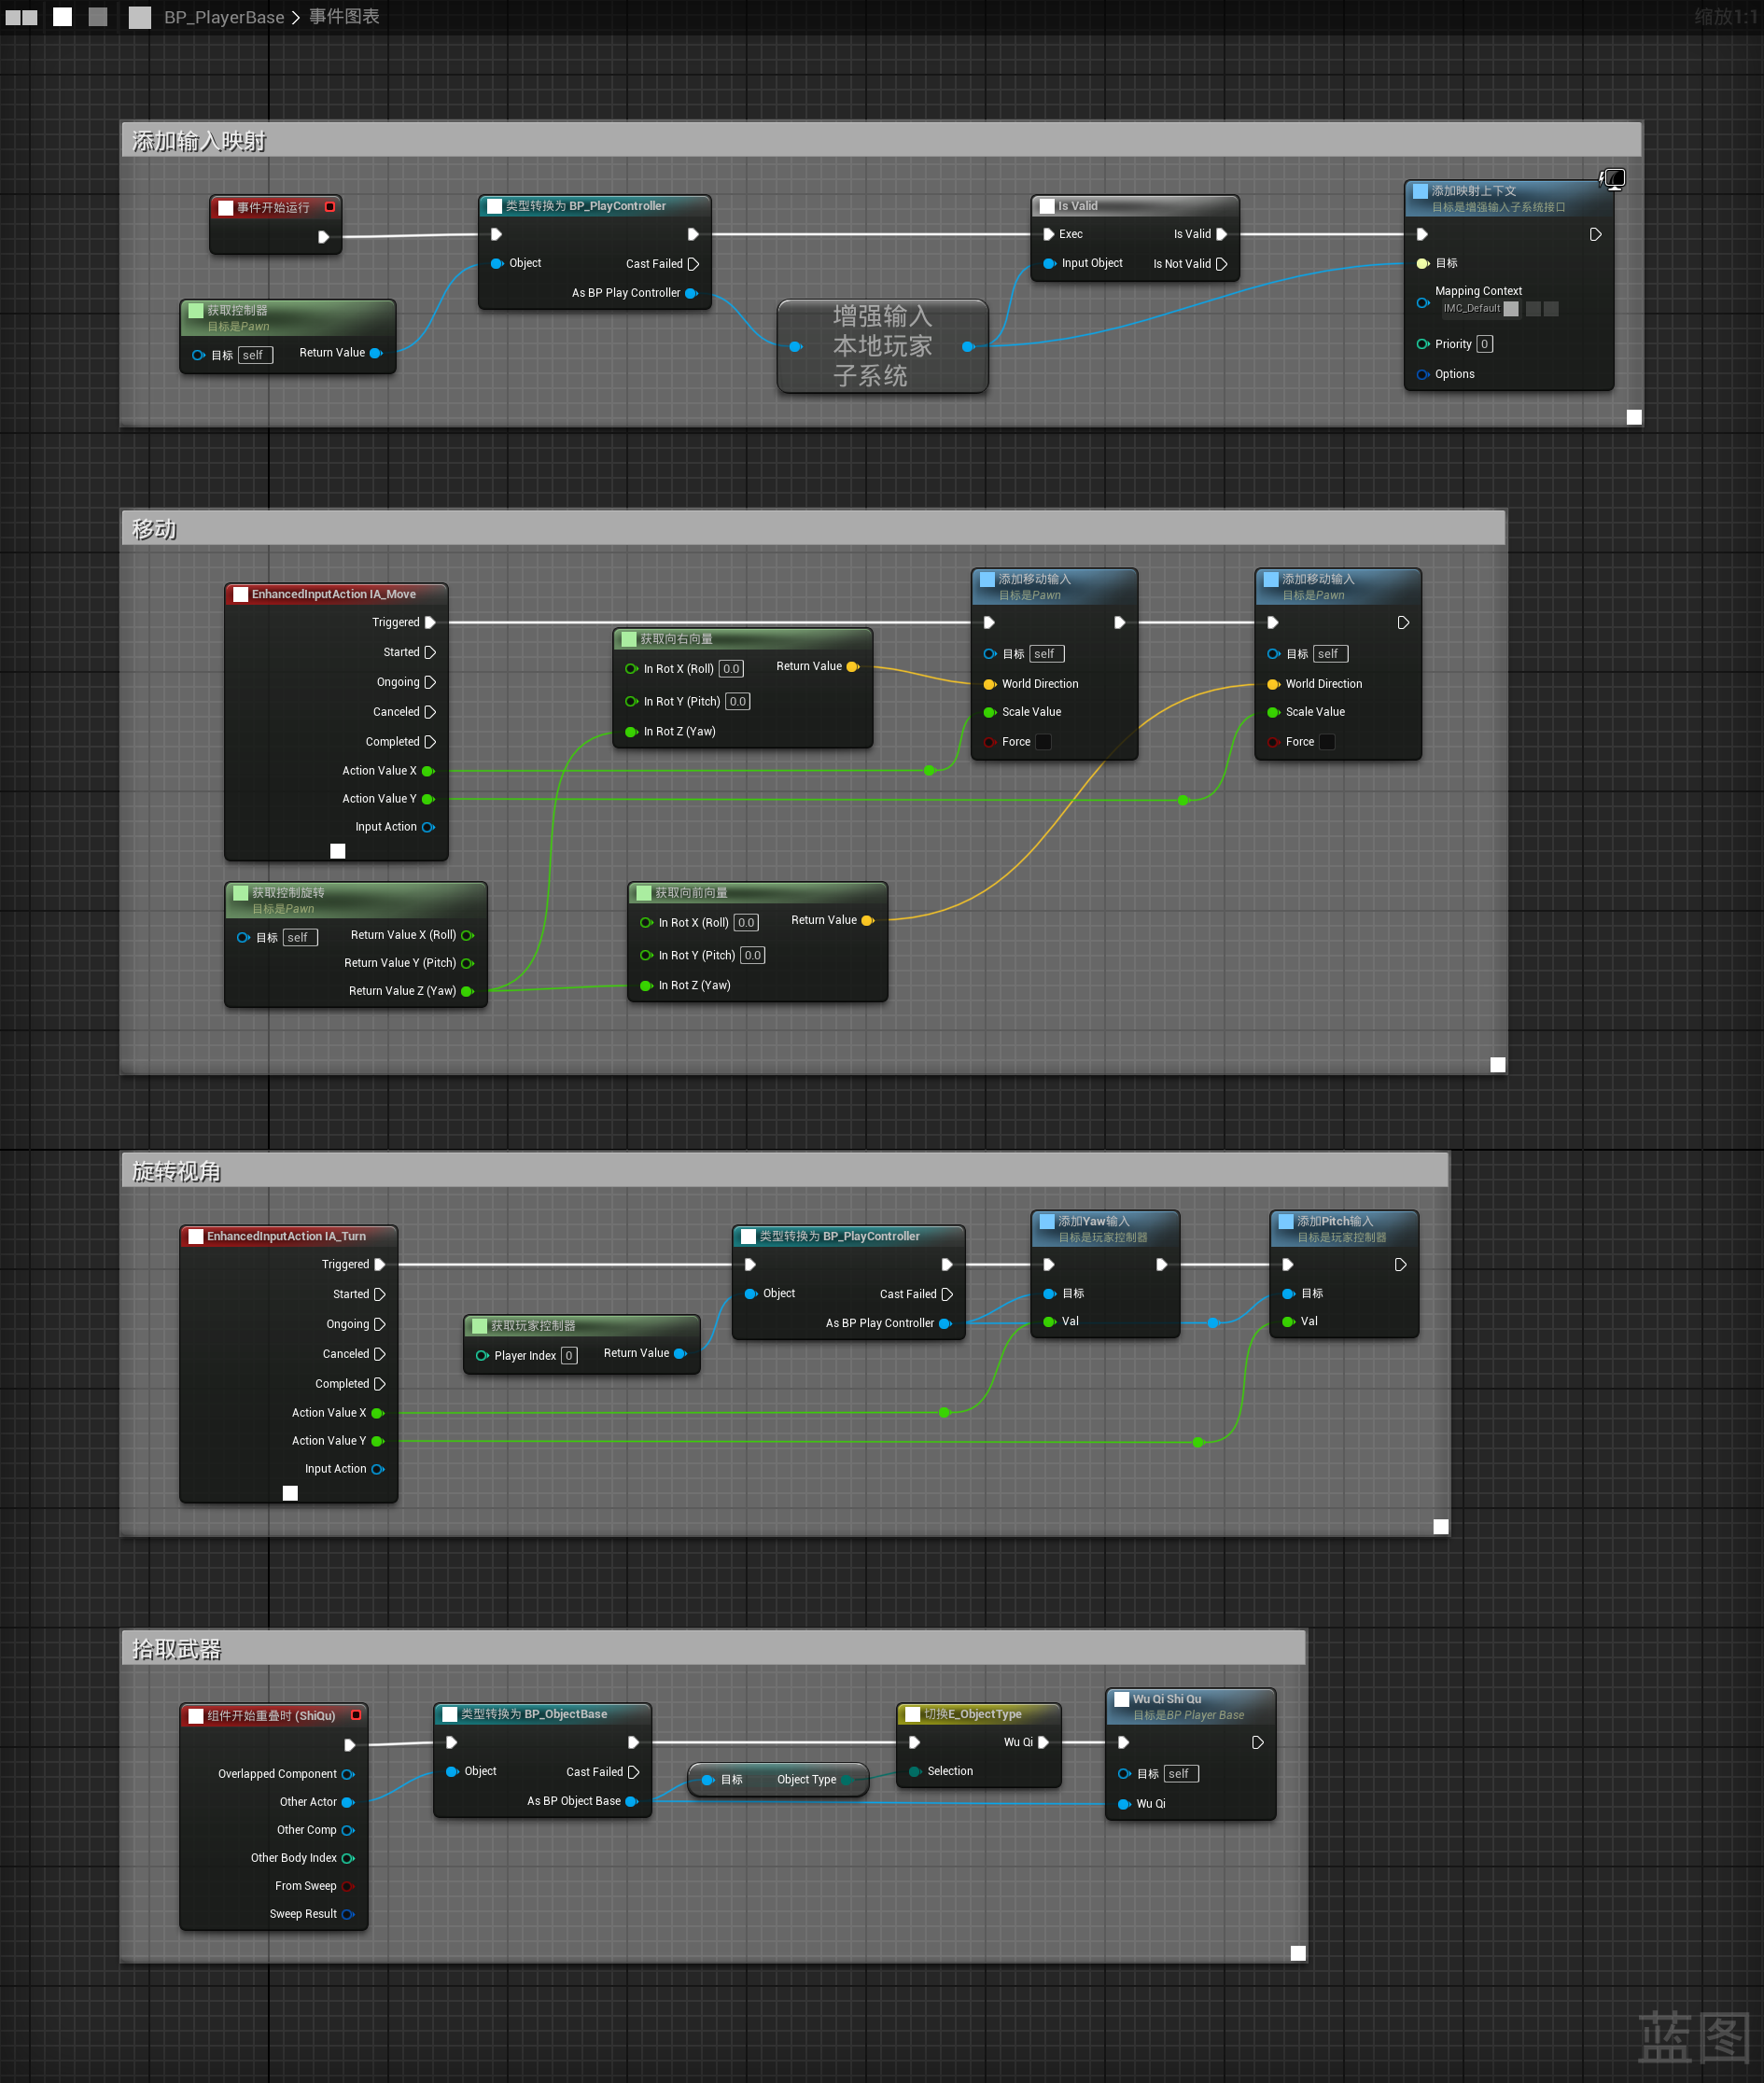 BP_PlayerBase > 事件图表
缩放1:1
添加输入映射
事件开始运行
获取控制器
目标是Pawn
目标 self
Return Value
类型转换为 BP_PlayController
Object
Cast Failed
As BP Play Controller
增强输入
本地玩家
子系统
Is Valid
Exec
Is Valid
Input Object
Is Not Valid
添加映射上下文
目标是增强输入子系统接口
目标
Mapping Context
IMC_Default
Priority 0
Options
移动
EnhancedInputAction IA_Move
Triggered
Started
Ongoing
Canceled
Completed
Action Value X
Action Value Y
Input Action
获取控制旋转
目标是Pawn
目标 self
Return Value X (Roll)
Return Value Y (Pitch)
Return Value Z (Yaw)
获取向右向量
In Rot X (Roll) 0.0
Return Value
In Rot Y (Pitch) 0.0
In Rot Z (Yaw)
获取向前向量
In Rot X (Roll) 0.0
Return Value
In Rot Y (Pitch) 0.0
In Rot Z (Yaw)
添加移动输入
目标是Pawn
目标 self
World Direction
Scale Value
Force
添加移动输入
目标是Pawn
目标 self
World Direction
Scale Value
Force
旋转视角
EnhancedInputAction IA_Turn
Triggered
Started
Ongoing
Canceled
Completed
Action Value X
Action Value Y
Input Action
获取玩家控制器
Player Index 0
Return Value
类型转换为 BP_PlayController
Object
Cast Failed
As BP Play Controller
添加Yaw输入
目标是玩家控制器
目标
Val
添加Pitch输入
目标是玩家控制器
目标
Val
拾取武器
组件开始重叠时 (ShiQu)
Overlapped Component
Other Actor
Other Comp
Other Body Index
From Sweep
Sweep Result
类型转换为 BP_ObjectBase
Object
Cast Failed
As BP Object Base
目标
Object Type
切换E_ObjectType
Wu Qi
Selection
Wu Qi Shi Qu
目标是BP Player Base
目标 self
Wu Qi
蓝图